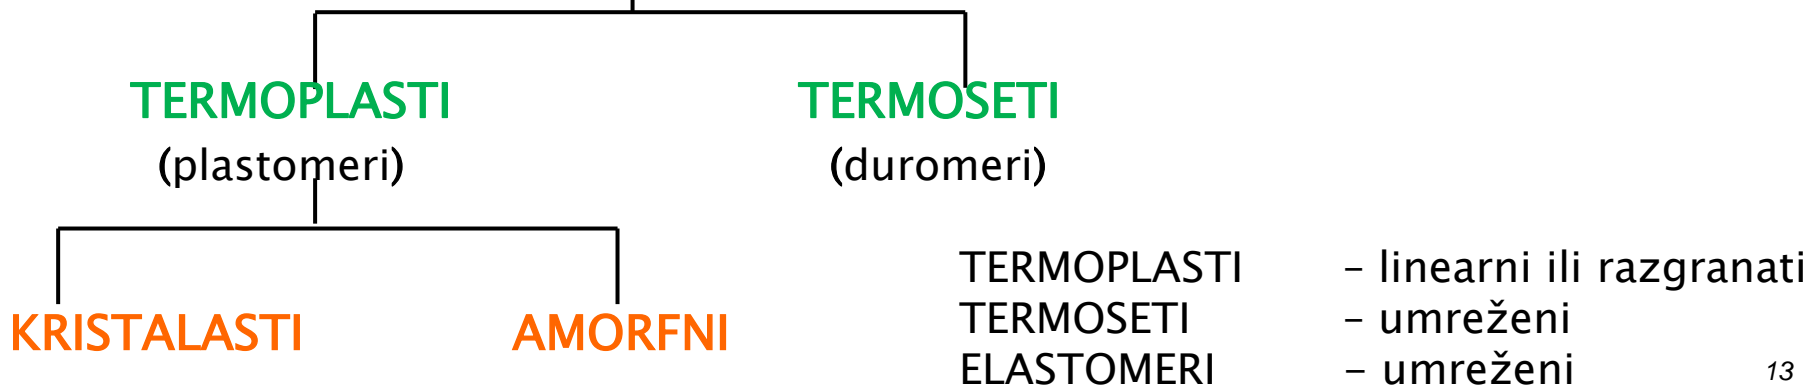 TERMOPLASTI TERMOSETI
(plastomeri) (duromeri)
KRISTALASTI AMORFNI
TERMOPLASTI – linearni ili razgranati
TERMOSETI – umreženi
ELASTOMERI – umreženi
13